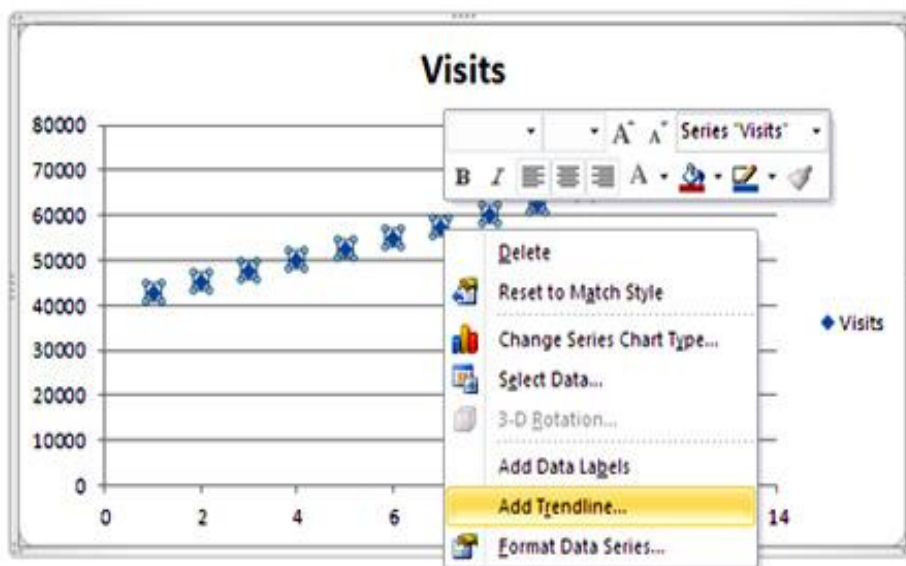 Visits
80000
70000
60000
50000
40000
30000
20000
10000
0
0 2 4 6 14
A A Series "Visits"
B I A
Delete
Reset to Match Style
Change Series Chart Type...
Select Data...
3-D Rotation...
Add Data Labels
Add Trendline...
Format Data Series...
Visits